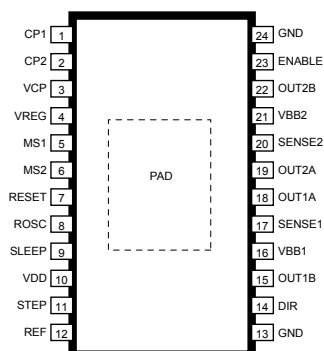 CP1 1
CP2 2
VCP 3
VREG 4
MS1 5
MS2 6
RESET 7
ROSC 8
SLEEP 9
VDD 10
STEP 11
REF 12
PAD
24 GND
23 ENABLE
22 OUT2B
21 VBB2
20 SENSE2
19 OUT2A
18 OUT1A
17 SENSE1
16 VBB1
15 OUT1B
14 DIR
13 GND